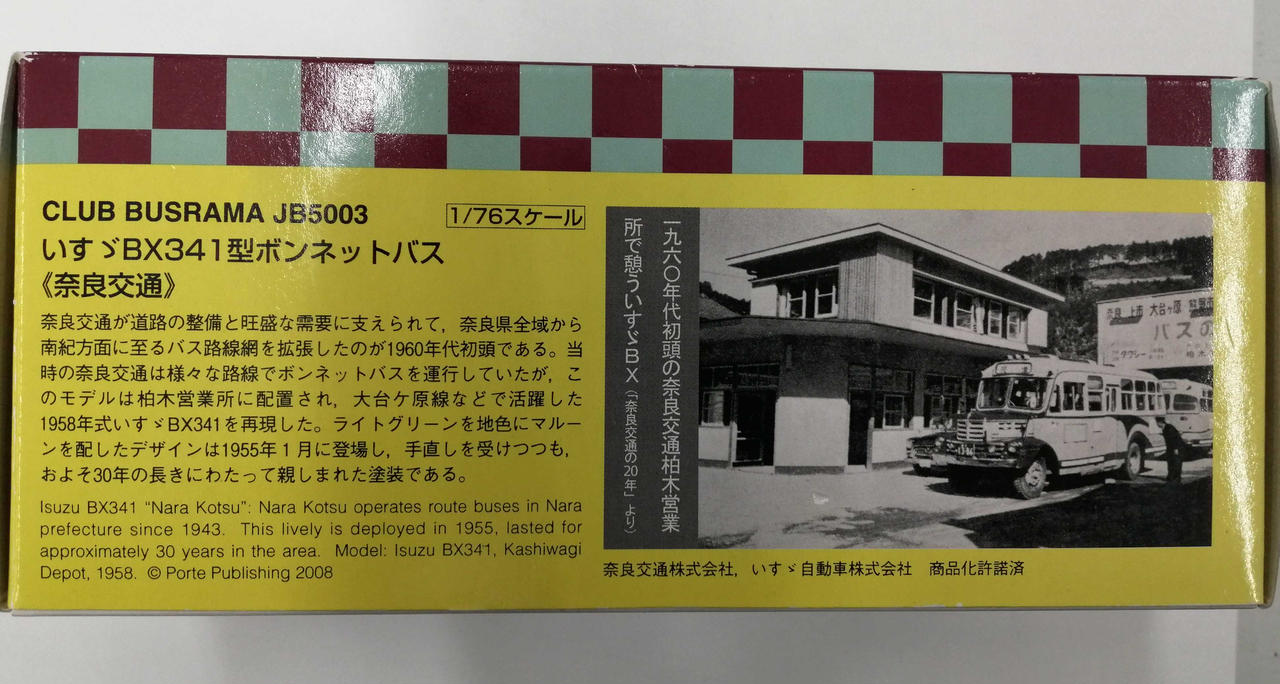 CLUB BUSRAMA JB5003
1/76スケール
いすゞBX341型ボンネットバス
《奈良交通》
奈良交通が道路の整備と旺盛な需要に支えられて，奈良県全域から
南紀方面に至るバス路線網を拡張したのが1960年代初頭である。当
時の奈良交通は様々な路線でボンネットバスを運行していたが，こ
のモデルは柏木営業所に配置され，大台ケ原線などで活躍した
1958年式いすゞBX341を再現した。ライトグリーンを地色にマルー
ンを配したデザインは1955年１月に登場し，手直しを受けつつも，
およそ30年の長きにわたって親しまれた塗装である。
Isuzu BX341 “Nara Kotsu”: Nara Kotsu operates route buses in Nara
prefecture since 1943. This lively is deployed in 1955, lasted for
approximately 30 years in the area. Model: Isuzu BX341, Kashiwagi
Depot, 1958. © Porte Publishing 2008
一九六〇年代初頭の奈良交通柏木営業
所で憩ういすゞBX（「奈良交通の20年」より）
奈良 上市 大台ヶ原
バスの
タクシー
奈良交通株式会社，いすゞ自動車株式会社　商品化許諾済